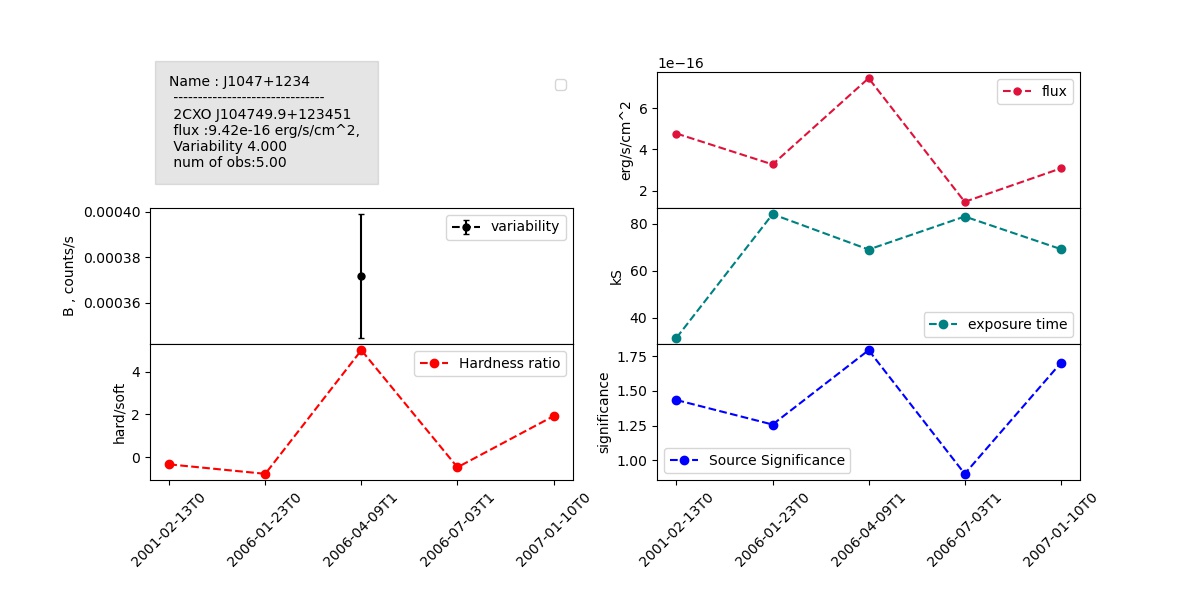 Name : J1047+1234
--------------------------------
2CXO J104749.9+123451
flux :9.42e-16 erg/s/cm^2,
Variability 4.000
num of obs:5.00
0.00040
0.00038
0.00036
B , counts/s
variability
4
2
0
hard/soft
Hardness ratio
2001-02-13T0
2006-01-23T0
2006-04-09T1
2006-07-03T1
2007-01-10T0
1e−16
6
4
2
erg/s/cm^2
flux
80
60
40
kS
exposure time
1.75
1.50
1.25
1.00
significance
Source Significance
2001-02-13T0
2006-01-23T0
2006-04-09T1
2006-07-03T1
2007-01-10T0